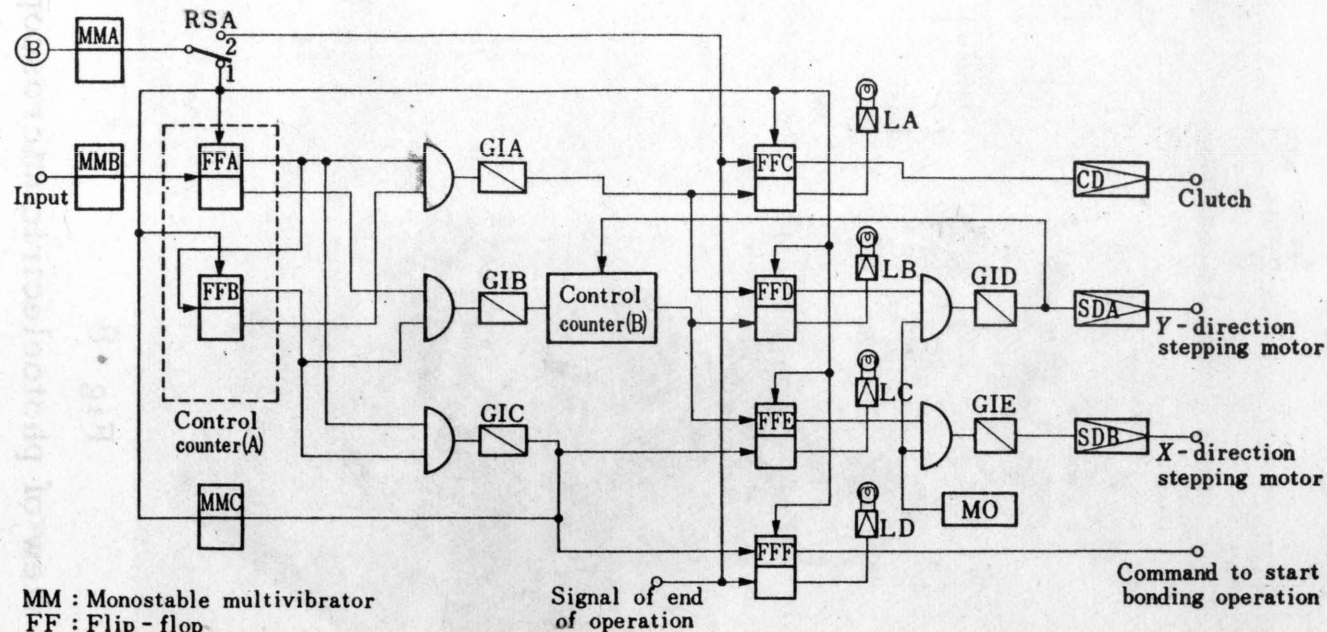 RSA
2
1
B
MMA
MMB
Input
FFA
FFB
Control
counter(A)
MMC
GIA
GIB
GIC
Control
counter(B)
FFC
FFD
FFE
FFF
LA
LB
LC
LD
GID
GIE
MO
CD
Clutch
SDA
Y-direction
stepping motor
SDB
X-direction
stepping motor
Command to start
bonding operation
Signal of end
of operation
MM : Monostable multivibrator
FF : Flip-flop